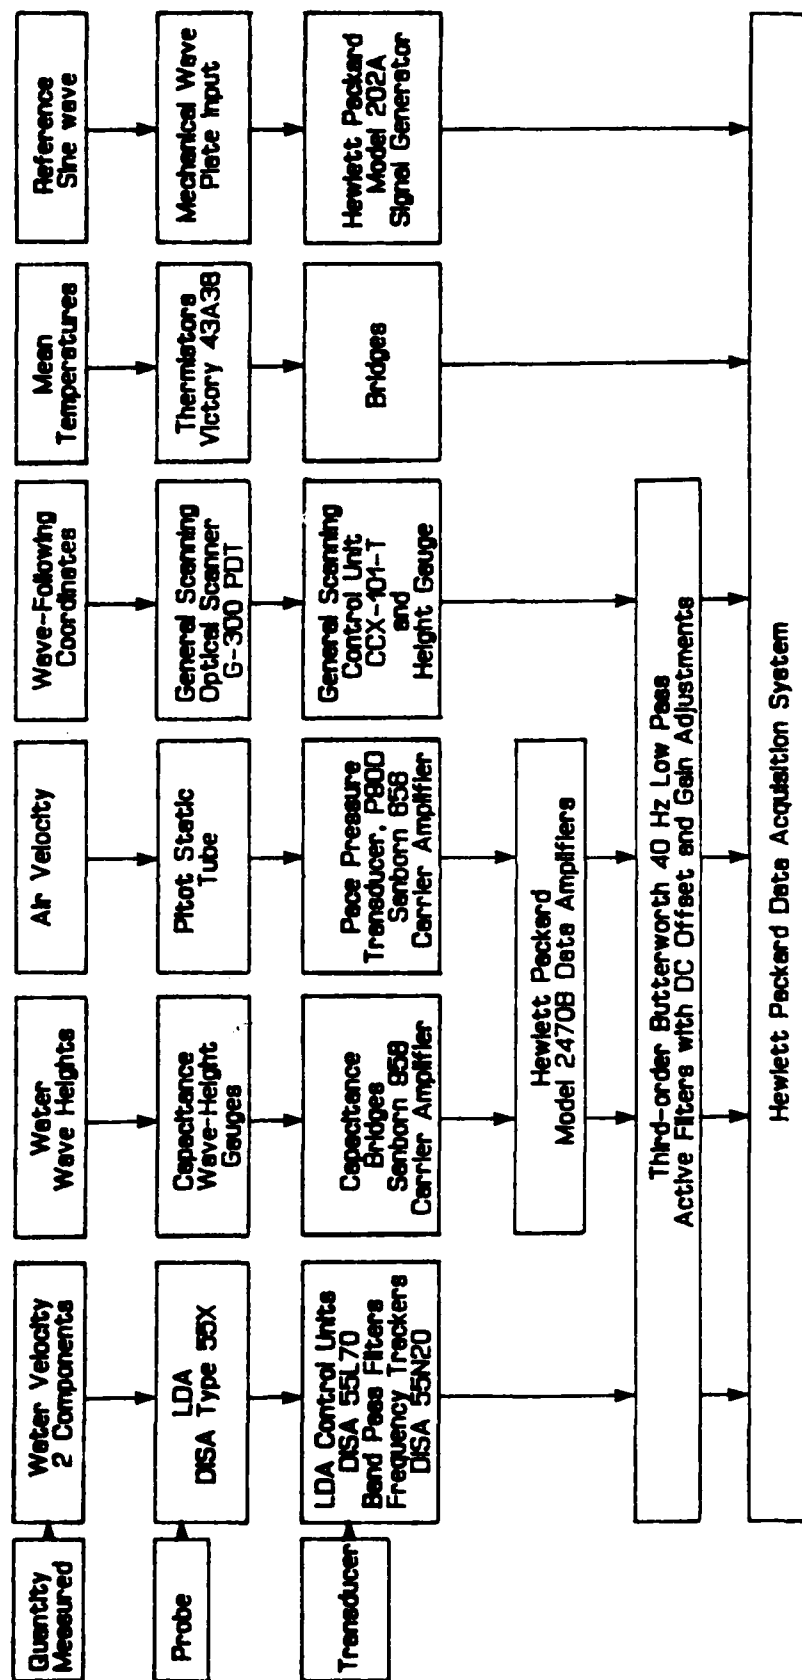 Quantity
Measured
Water Velocity
2 Components
Water
Wave Heights
Air Velocity
Wave-Following
Coordinates
Mean
Temperatures
Reference
Sine wave
Probe
LDA
DISA Type 55X
Capacitance
Wave-Height
Gauges
Pitot Static
Tube
General Scanning
Optical Scanner
G-300 PDT
Thermistors
Victory 43A36
Mechanical Wave
Plate Input
Transducer
LDA Control Units
DISA 55L70
Band Pass Filters
Frequency Trackers
DISA 55N20
Capacitance
Bridges
Sanborn 958
Carrier Amplifier
Pace Pressure
Transducer, P900
Sanborn 658
Carrier Amplifier
General Scanning
Control Unit
CCX-101-T
and
Height Gauge
Bridges
Hewlett Packard
Model 202A
Signal Generator
Hewlett Packard
Model 2470B Data Amplifiers
Third-order Butterworth 40 Hz Low Pass
Active Filters with DC Offset and Gain Adjustments
Hewlett Packard Data Acquisition System